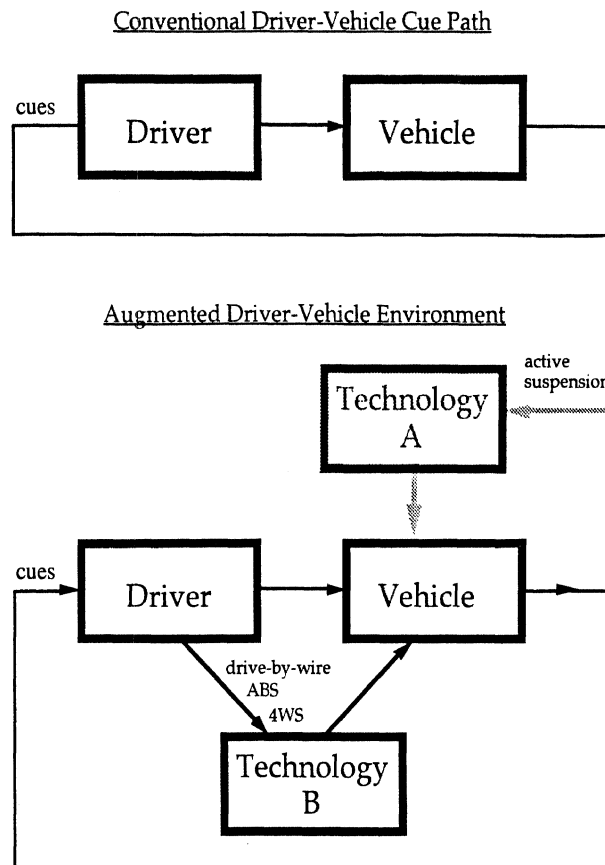 Conventional Driver-Vehicle Cue Path
cues
Driver
Vehicle
Augmented Driver-Vehicle Environment
active
suspension
Technology
A
cues
Driver
Vehicle
drive-by-wire
ABS
4WS
Technology
B